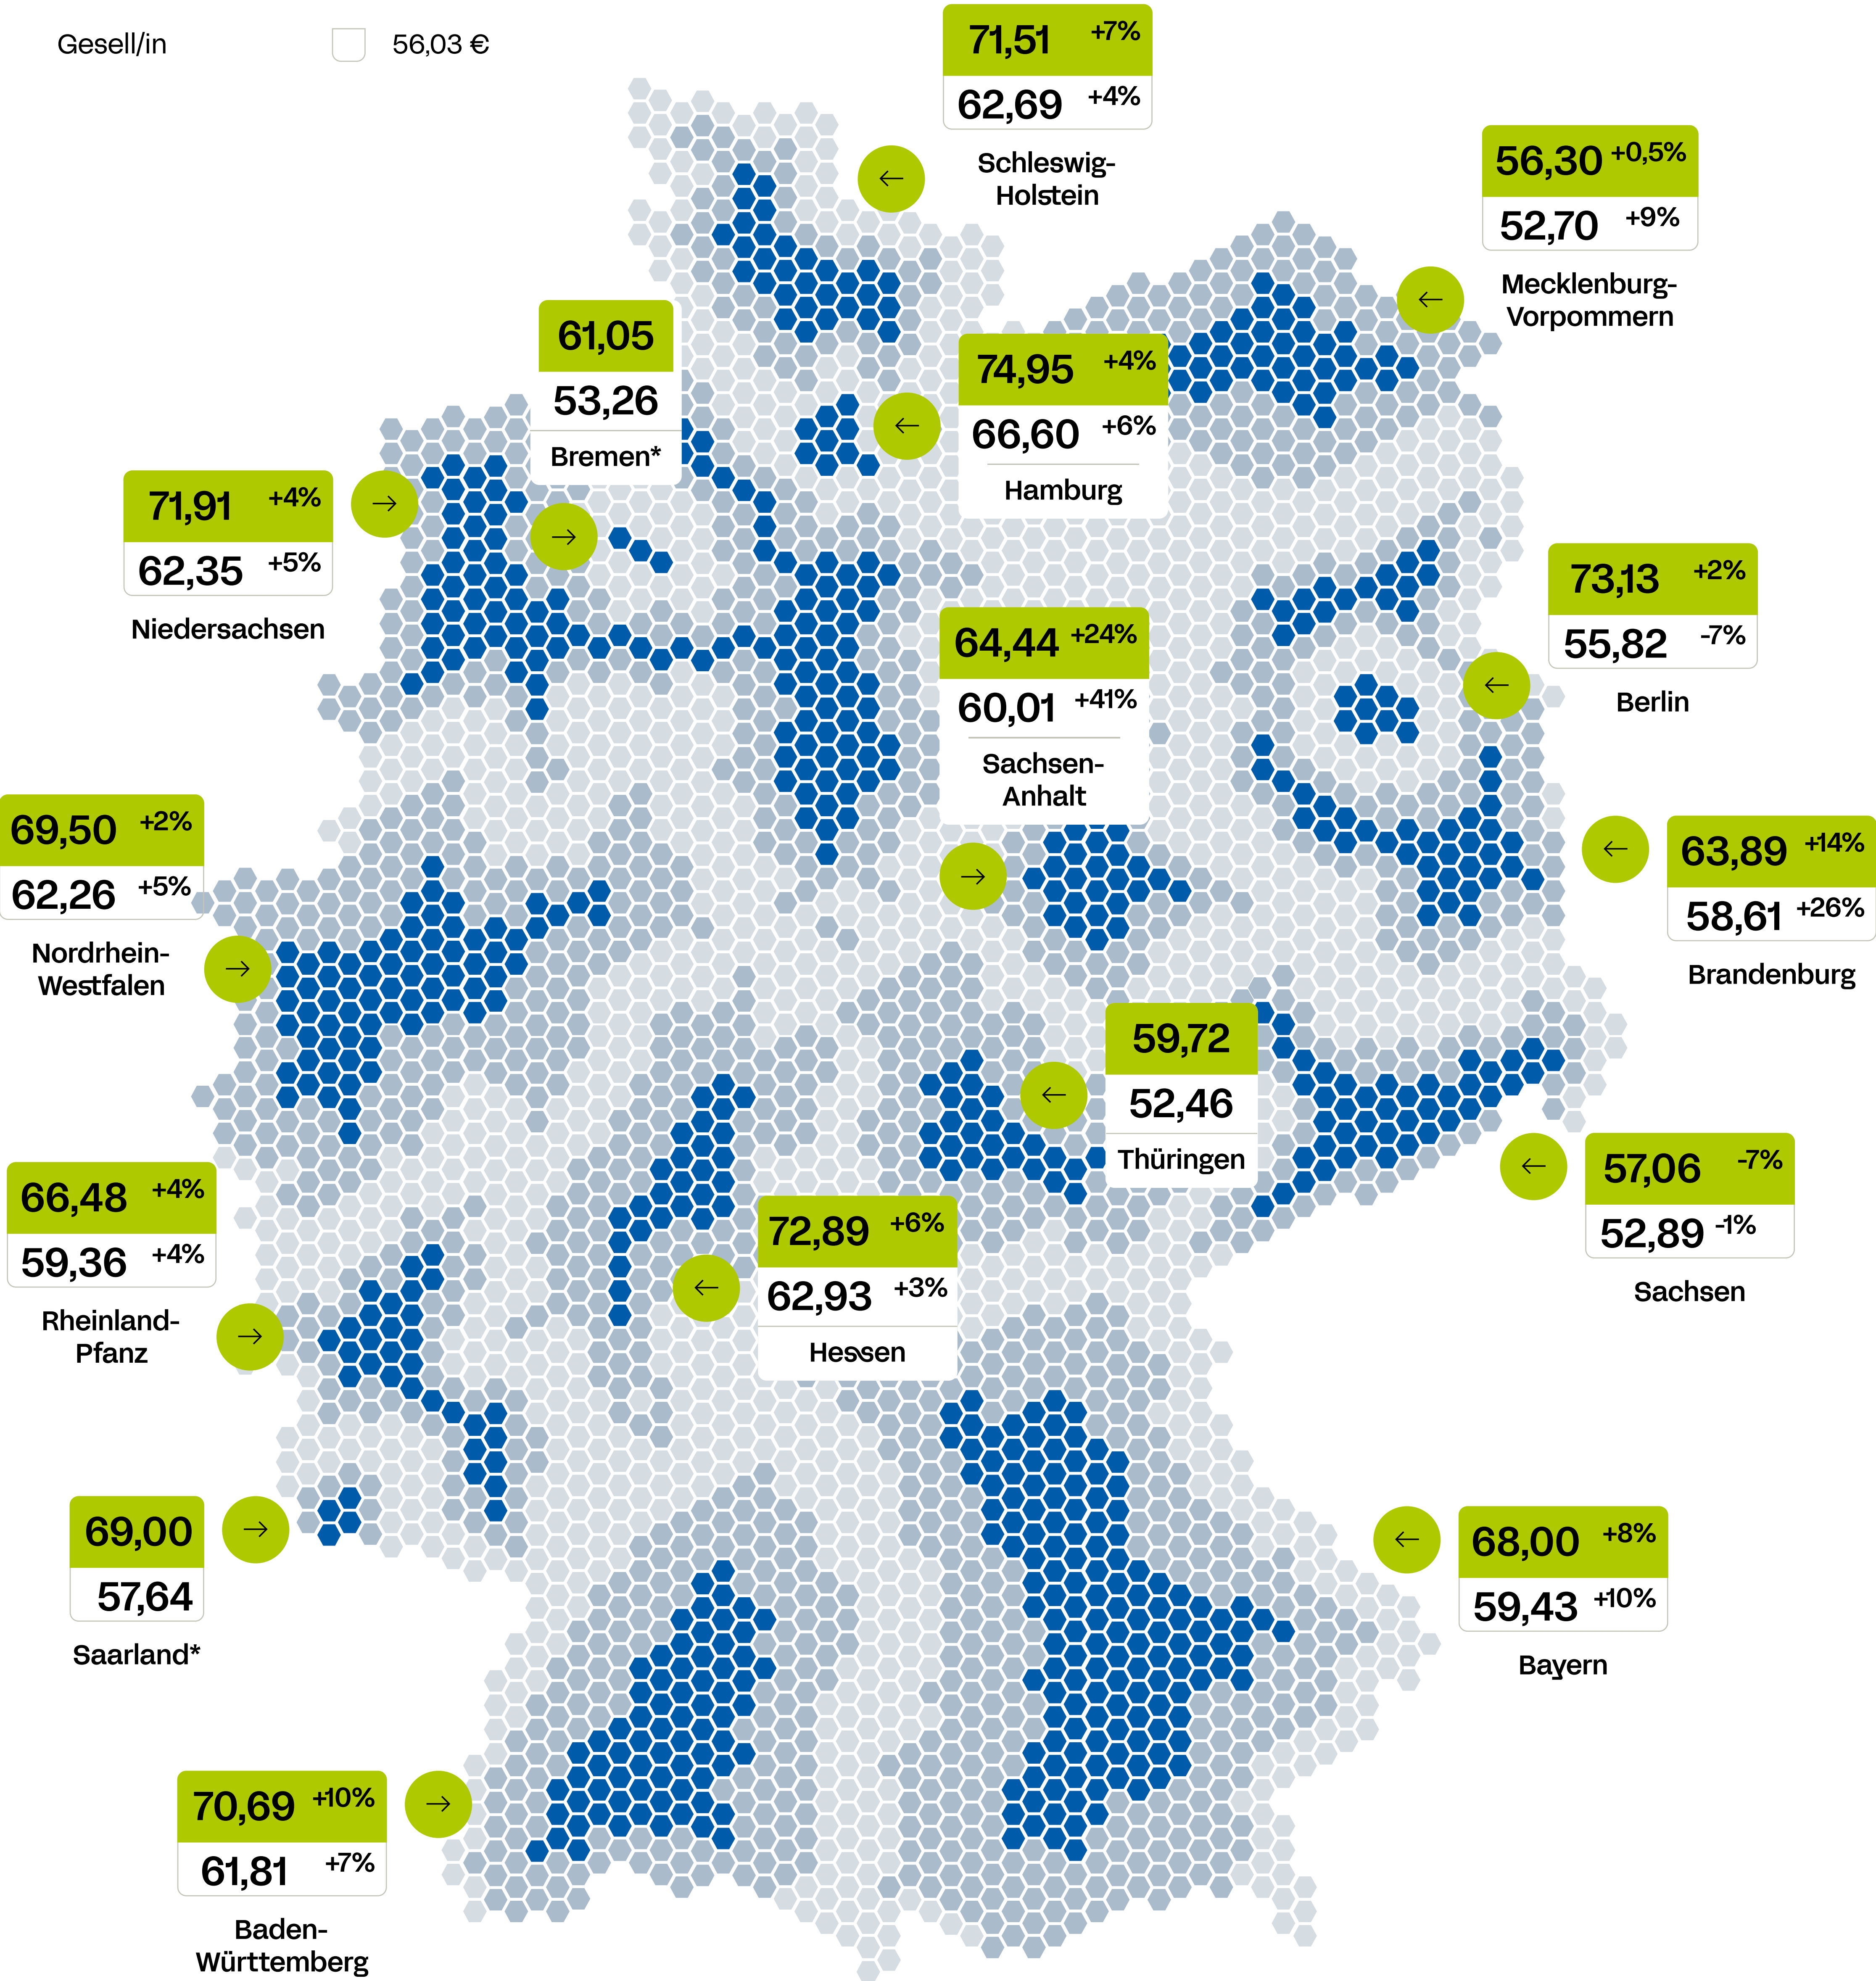 Gesell/in 56,03 €
71,51 +7%
62,69 +4%
Schleswig-
Holstein
56,30 +0,5%
52,70 +9%
Mecklenburg-
Vorpommern
61,05
53,26
Bremen*
74,95 +4%
66,60 +6%
Hamburg
71,91 +4%
62,35 +5%
Niedersachsen
73,13 +2%
55,82 -7%
Berlin
64,44 +24%
60,01 +41%
Sachsen-
Anhalt
69,50 +2%
62,26 +5%
Nordrhein-
Westfalen
63,89 +14%
58,61 +26%
Brandenburg
59,72
52,46
Thüringen
66,48 +4%
59,36 +4%
Rheinland-
Pfanz
57,06 -7%
52,89 -1%
Sachsen
72,89 +6%
62,93 +3%
Hessen
69,00
57,64
Saarland*
68,00 +8%
59,43 +10%
Bayern
70,69 +10%
61,81 +7%
Baden-
Württemberg